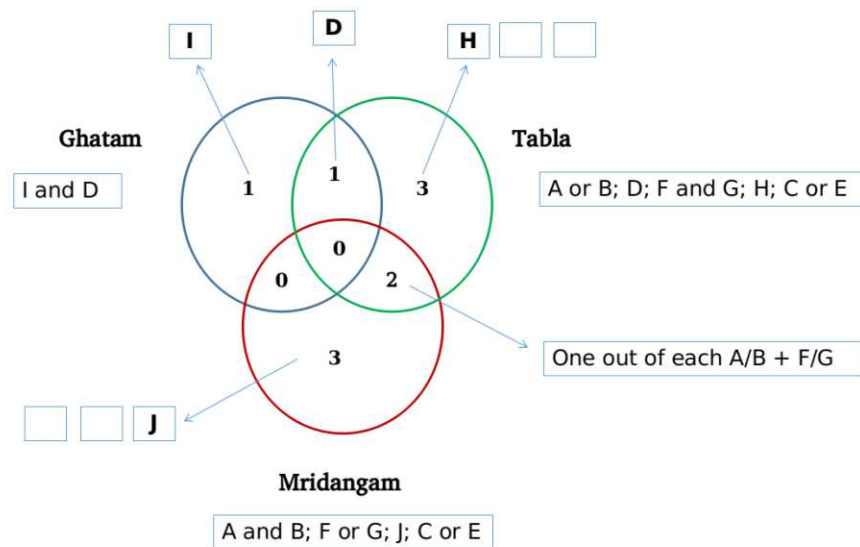 I
D
H
Ghatam
Tabla
I and D
1
1
3
A or B; D; F and G; H; C or E
0
0
2
One out of each A/B + F/G
3
J
Mridangam
A and B; F or G; J; C or E